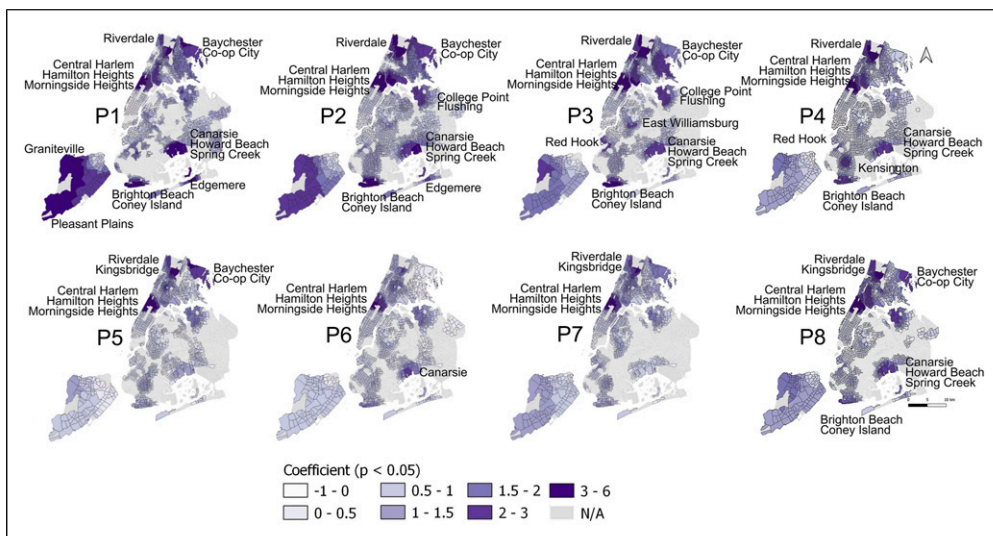 Riverdale
Baychester
Co-op City
Central Harlem
Hamilton Heights
Morningside Heights
P1
Graniteville
Canarsie
Howard Beach
Spring Creek
Edgemere
Brighton Beach
Coney Island
Pleasant Plains
Riverdale
Baychester
Co-op City
Central Harlem
Hamilton Heights
Morningside Heights
P2
College Point
Flushing
Canarsie
Howard Beach
Spring Creek
Edgemere
Brighton Beach
Coney Island
Riverdale
Baychester
Co-op City
Central Harlem
Hamilton Heights
Morningside Heights
P3
College Point
Flushing
East Williamsburg
Red Hook
Canarsie
Howard Beach
Spring Creek
Brighton Beach
Coney Island
Riverdale
Central Harlem
Hamilton Heights
Morningside Heights
P4
Red Hook
Canarsie
Howard Beach
Spring Creek
Kensington
Riverdale
Kingsbridge
Baychester
Co-op City
Central Harlem
Hamilton Heights
Morningside Heights
P5
Central Harlem
Hamilton Heights
Morningside Heights
P6
Canarsie
Riverdale
Kingsbridge
Central Harlem
Hamilton Heights
Morningside Heights
P7
Riverdale
Kingsbridge
Baychester
Co-op City
Central Harlem
Hamilton Heights
Morningside Heights
P8
Canarsie
Howard Beach
Spring Creek
0 5 10 km
Brighton Beach
Coney Island
Coefficient (p < 0.05)
-1 - 0
0.5 - 1
1.5 - 2
3 - 6
0 - 0.5
1 - 1.5
2 - 3
N/A